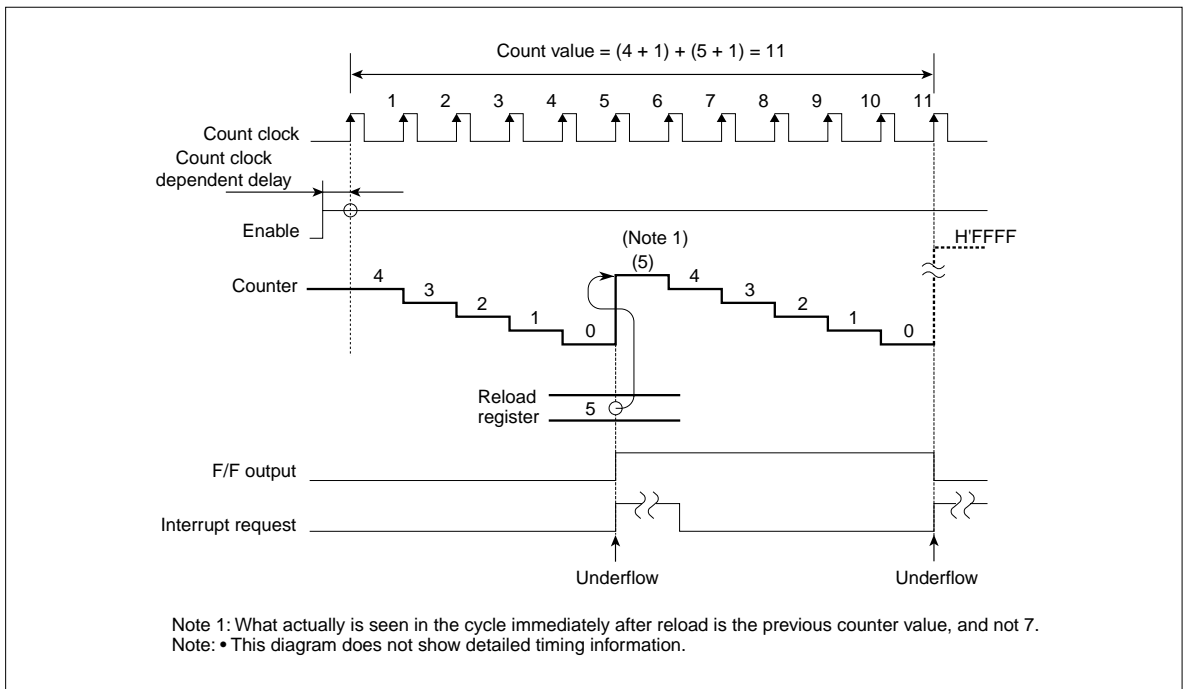 Count value = (4 + 1) + (5 + 1) = 11
1 2 3 4 5 6 7 8 9 10 11
Count clock
Count clock
dependent delay
Enable
H'FFFF
(Note 1)
(5)
Counter
4 3 2 1 0 4 3 2 1 0
Reload
register
5
F/F output
Interrupt request
Underflow Underflow
Note 1: What actually is seen in the cycle immediately after reload is the previous counter value, and not 7.
Note: • This diagram does not show detailed timing information.